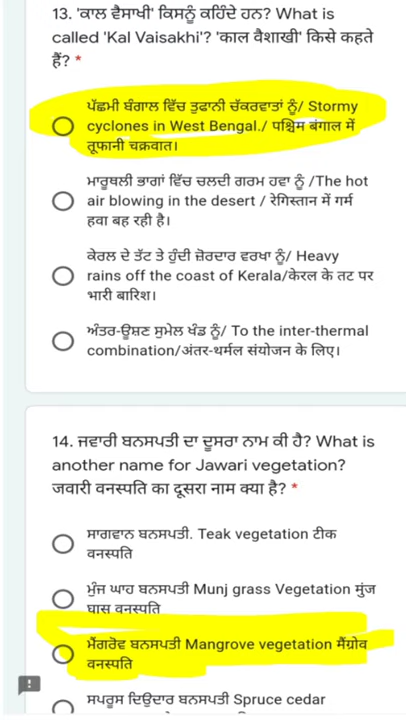 13. 'ਕਾਲ ਵੈਸਾਖੀ' ਕਿਸਨੂੰ ਕਹਿੰਦੇ ਹਨ? What is
called 'Kal Vaisakhi'? 'काल वैशाखी' किसे कहते
हैं? *
ਪੱਛਮੀ ਬੰਗਾਲ ਵਿੱਚ ਤੁਫਾਨੀ ਚੱਕਰਵਾਤਾਂ ਨੂੰ/ Stormy
cyclones in West Bengal./ पश्चिम बंगाल में
तूफानी चक्रवात।
ਮਾਰੂਥਲੀ ਭਾਗਾਂ ਵਿੱਚ ਚਲਦੀ ਗਰਮ ਹਵਾ ਨੂੰ /The hot
air blowing in the desert / रेगिस्तान में गर्म
हवा बह रही है।
ਕੇਰਲ ਦੇ ਤੱਟ ਤੇ ਹੁੰਦੀ ਜ਼ੋਰਦਾਰ ਵਰਖਾ ਨੂੰ/ Heavy
rains off the coast of Kerala/केरल के तट पर
भारी बारिश।
ਅੰਤਰ-ਊਸ਼ਣ ਸੁਮੇਲ ਖੰਡ ਨੂੰ/ To the inter-thermal
combination/अंतर-थर्मल संयोजन के लिए।
14. ਜਵਾਰੀ ਬਨਸਪਤੀ ਦਾ ਦੂਸਰਾ ਨਾਮ ਕੀ ਹੈ? What is
another name for Jawari vegetation?
जवारी वनस्पति का दूसरा नाम क्या है? *
ਸਾਗਵਾਨ ਬਨਸਪਤੀ. Teak vegetation टीक
वनस्पति
ਮੁੰਜ ਘਾਹ ਬਨਸਪਤੀ Munj grass Vegetation मुंज
घास वनस्पति
ਮੈਂਗਰੋਵ ਬਨਸਪਤੀ Mangrove vegetation मैंग्रोव
वनस्पति
ਸਪਰੂਸ ਦਿਉਦਾਰ ਬਨਸਪਤੀ Spruce cedar